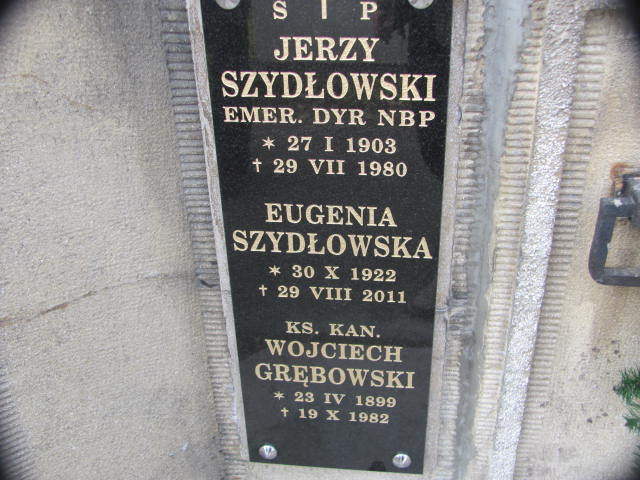 S P
JERZY
SZYDŁOWSKI
EMER. DYR NBP
* 27 I 1903
† 29 VII 1980
EUGENIA
SZYDŁOWSKA
* 30 X 1922
† 29 VIII 2011
KS. KAN.
WOJCIECH
GRĘBOWSKI
* 23 IV 1899
† 19 X 1982